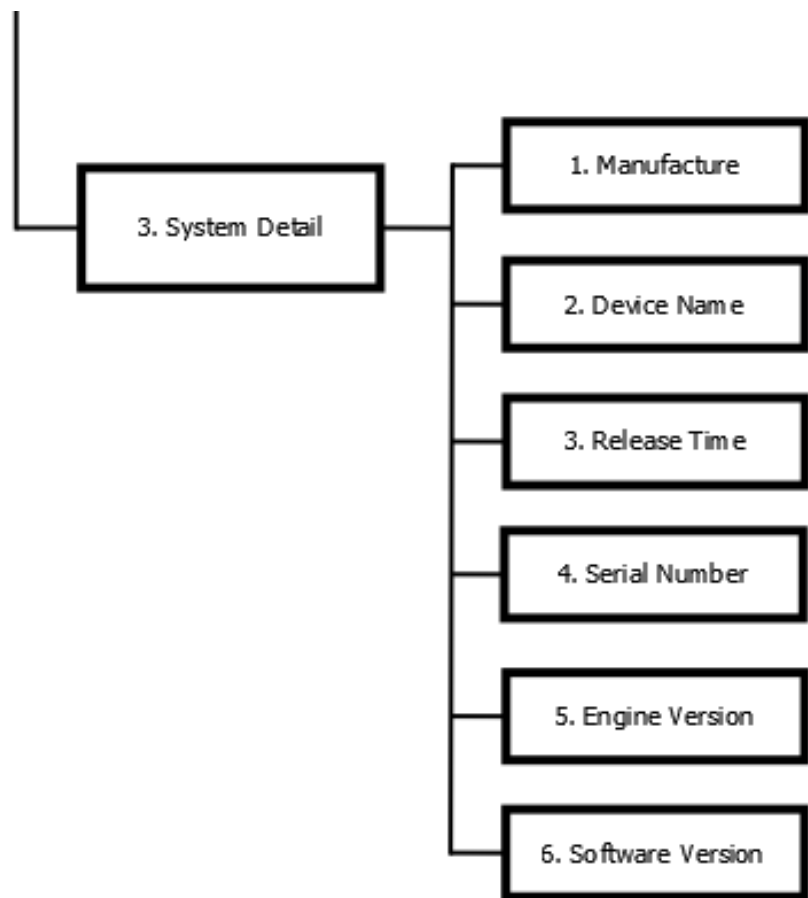 3. System Detail
1. Manufacture
2. Device Name
3. Release Time
4. Serial Number
5. Engine Version
6. Software Version